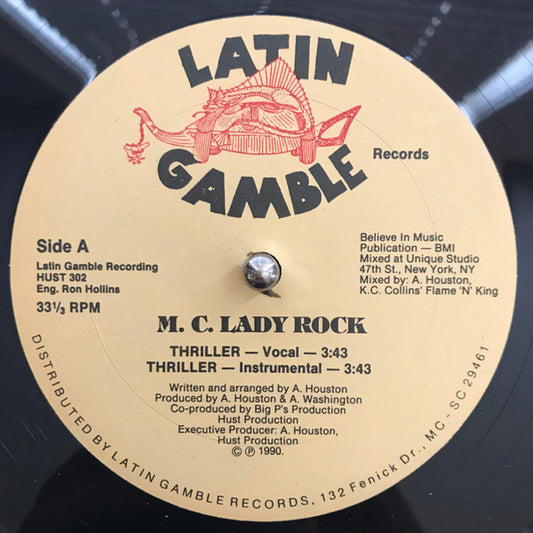 LATIN
GAMBLE
Records
Side A
Latin Gamble Recording
HUST 302
Eng. Ron Hollins
33⅓ RPM
Believe In Music
Publication — BMI
Mixed at Unique Studio
47th St., New York, NY
Mixed by: A. Houston,
K.C. Collins' Flame 'N' King
M. C. LADY ROCK
THRILLER — Vocal — 3:43
THRILLER — Instrumental — 3:43
Written and arranged by A. Houston
Produced by A. Houston & A. Washington
Co-produced by Big P's Production
Hust Production
Executive Producer: A. Houston,
Hust Production
© ℗ 1990.
DISTRIBUTED BY LATIN GAMBLE RECORDS, 132 Fenick Dr., MC - SC 29461